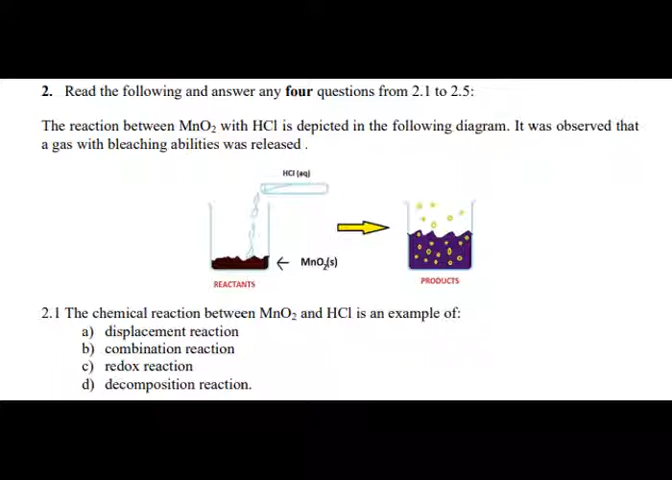 2. Read the following and answer any four questions from 2.1 to 2.5:
The reaction between MnO₂ with HCl is depicted in the following diagram. It was observed that
a gas with bleaching abilities was released .
HCl (aq)
MnO₂(s)
REACTANTS
PRODUCTS
2.1 The chemical reaction between MnO₂ and HCl is an example of:
a) displacement reaction
b) combination reaction
c) redox reaction
d) decomposition reaction.